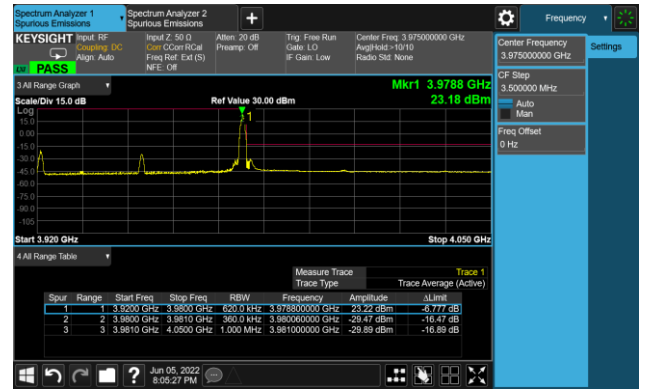 Spectrum Analyzer 1
Spurious Emissions
Spectrum Analyzer 2
Spurious Emissions
Frequency
KEYSIGHT
Input: RF
Coupling: DC
Align: Auto
Input Z: 50 Ω
Corr CCorr RCal
Freq Ref: Ext (S)
NFE: Off
Atten: 20 dB
Preamp: Off
Trig: Free Run
Gate: LO
IF Gain: Low
Center Freq: 3.975000000 GHz
Avg|Hold:>10/10
Radio Std: None
PASS
Center Frequency
3.975000000 GHz
Settings
CF Step
3.500000 MHz
Auto
Man
Freq Offset
0 Hz
3 All Range Graph
Mkr1 3.9788 GHz
23.18 dBm
Scale/Div 15.0 dB
Ref Value 30.00 dBm
Log
15.0
0.00
-15.0
-30.0
-45.0
-60.0
-75.0
-90.0
-105
1
Start 3.920 GHz
Stop 4.050 GHz
4 All Range Table
Measure Trace
Trace 1
Trace Type
Trace Average (Active)
Spur Range Start Freq Stop Freq RBW Frequency Amplitude ΔLimit
1 1 3.9200 GHz 3.9800 GHz 620.0 kHz 3.978800000 GHz 23.22 dBm -6.777 dB
2 2 3.9800 GHz 3.9810 GHz 360.0 kHz 3.980060000 GHz -29.47 dBm -16.47 dB
3 3 3.9810 GHz 4.0500 GHz 1.000 MHz 3.981000000 GHz -29.89 dBm -16.89 dB
Jun 05, 2022
8:05:27 PM